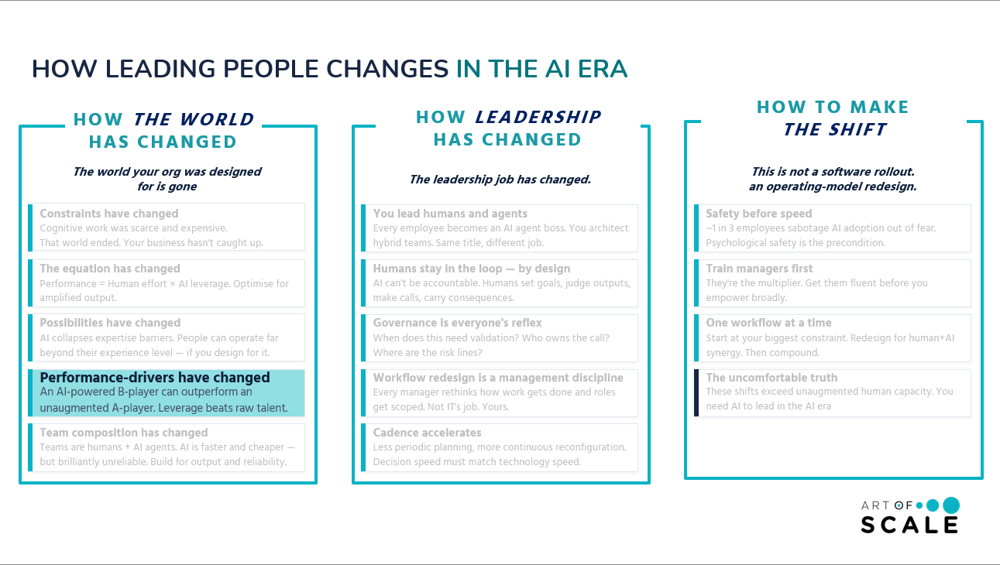 HOW LEADING PEOPLE CHANGES IN THE AI ERA
HOW THE WORLD
HAS CHANGED
The world your org was designed
for is gone
Constraints have changed
Cognitive work was scarce and expensive.
That world ended. Your business hasn't caught up.
The equation has changed
Performance = Human effort × AI leverage. Optimise for
amplified output.
Possibilities have changed
AI collapses expertise barriers. People can operate far
beyond their experience level — if you design for it.
Performance-drivers have changed
An AI-powered B-player can outperform an
unaugmented A-player. Leverage beats raw talent.
Team composition has changed
Teams are humans + AI agents. AI is faster and cheaper —
but brilliantly unreliable. Build for output and reliability.
HOW LEADERSHIP
HAS CHANGED
The leadership job has changed.
You lead humans and agents
Every employee becomes an AI agent boss. You architect
hybrid teams. Same title, different job.
Humans stay in the loop — by design
AI can't be accountable. Humans set goals, judge outputs,
make calls, carry consequences.
Governance is everyone's reflex
When does this need validation? Who owns the call?
Where are the risk lines?
Workflow redesign is a management discipline
Every manager rethinks how work gets done and roles
get scoped. Not IT's job. Yours.
Cadence accelerates
Less periodic planning, more continuous reconfiguration.
Decision speed must match technology speed.
HOW TO MAKE
THE SHIFT
This is not a software rollout.
an operating-model redesign.
Safety before speed
~1 in 3 employees sabotage AI adoption out of fear.
Psychological safety is the precondition.
Train managers first
They're the multiplier. Get them fluent before you
empower broadly.
One workflow at a time
Start at your biggest constraint. Redesign for human+AI
synergy. Then compound.
The uncomfortable truth
These shifts exceed unaugmented human capacity. You
need AI to lead in the AI era
ART OF
SCALE